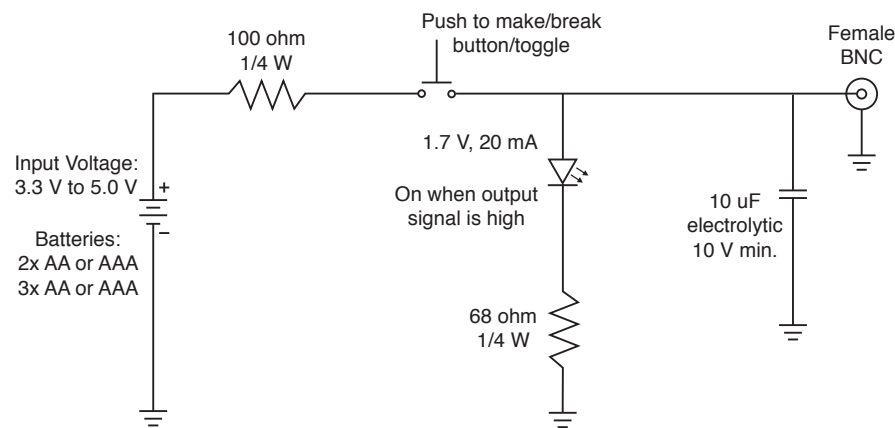 100 ohm
1/4 W
Push to make/break
button/toggle
Female
BNC
Input Voltage:
3.3 V to 5.0 V
+
−
Batteries:
2x AA or AAA
3x AA or AAA
1.7 V, 20 mA
On when output
signal is high
68 ohm
1/4 W
10 uF
electrolytic
10 V min.